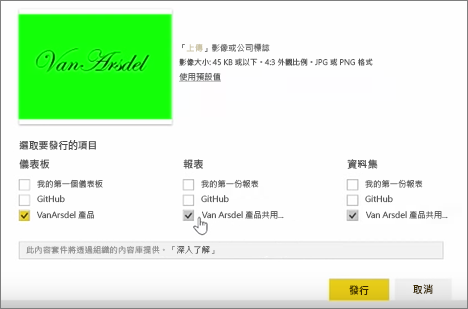 VanArsdel
「上傳」影像或公司標誌
影像大小: 45 KB 或以下。4:3 外觀比例。JPG 或 PNG 格式
使用預設值
選取要發行的項目
儀表板 報表 資料集
我的第一個儀表板 我的第一份報表 我的第一份報表
GitHub GitHub GitHub
VanArsdel 產品 Van Arsdel 產品共用... Van Arsdel 產品共用...
此內容套件將透過組織的內容庫提供。「深入了解」
發行 取消